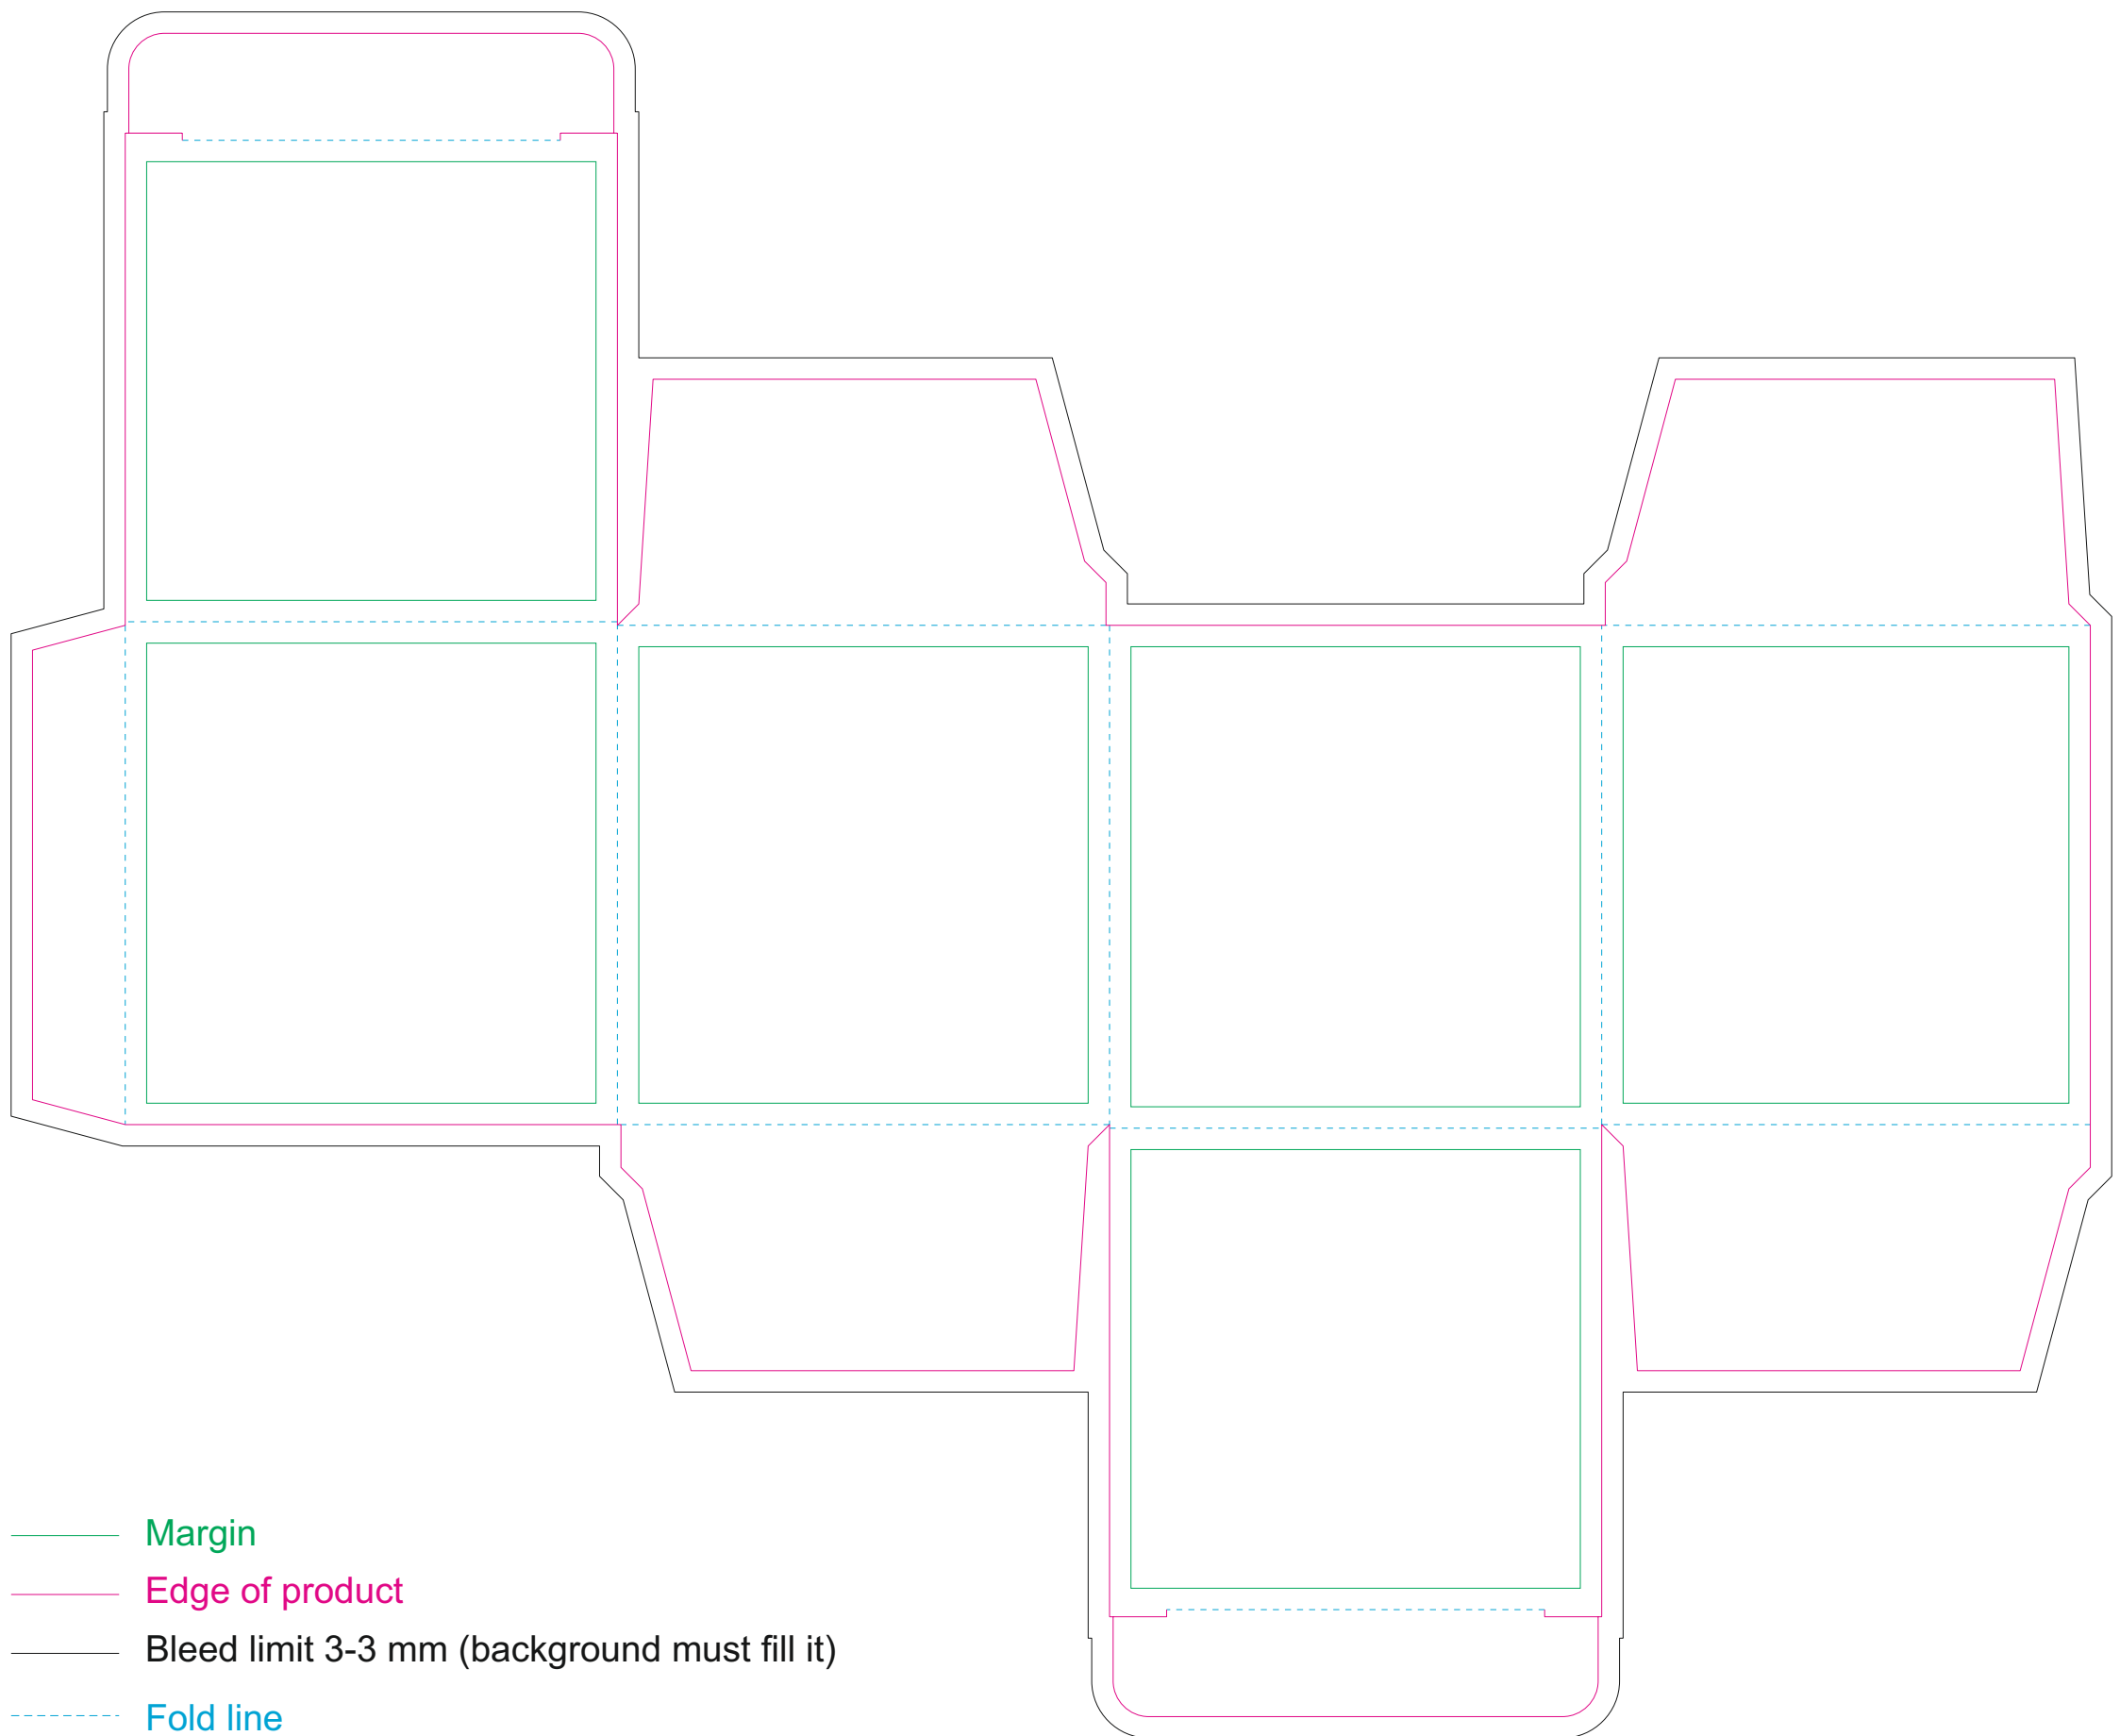 Margin
Edge of product
Bleed limit 3-3 mm (background must fill it)
Fold line